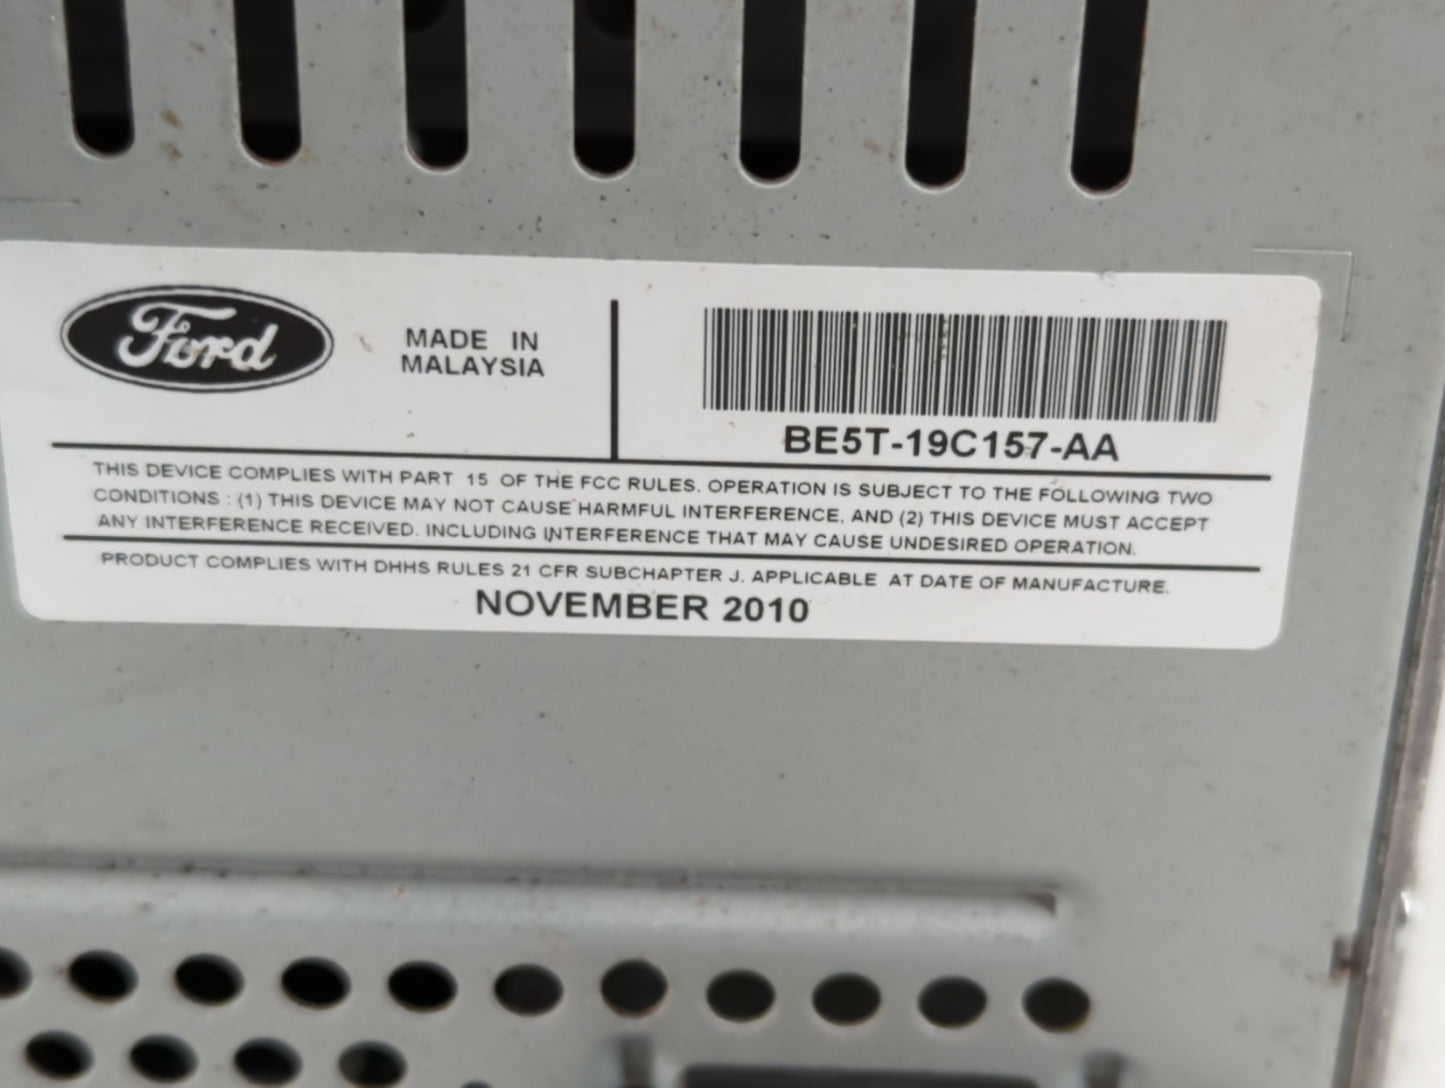 Ford
MADE IN
MALAYSIA
BE5T-19C157-AA
THIS DEVICE COMPLIES WITH PART 15 OF THE FCC RULES. OPERATION IS SUBJECT TO THE FOLLOWING TWO
CONDITIONS : (1) THIS DEVICE MAY NOT CAUSE HARMFUL INTERFERENCE, AND (2) THIS DEVICE MUST ACCEPT
ANY INTERFERENCE RECEIVED. INCLUDING INTERFERENCE THAT MAY CAUSE UNDESIRED OPERATION.
PRODUCT COMPLIES WITH DHHS RULES 21 CFR SUBCHAPTER J. APPLICABLE AT DATE OF MANUFACTURE.
NOVEMBER 2010